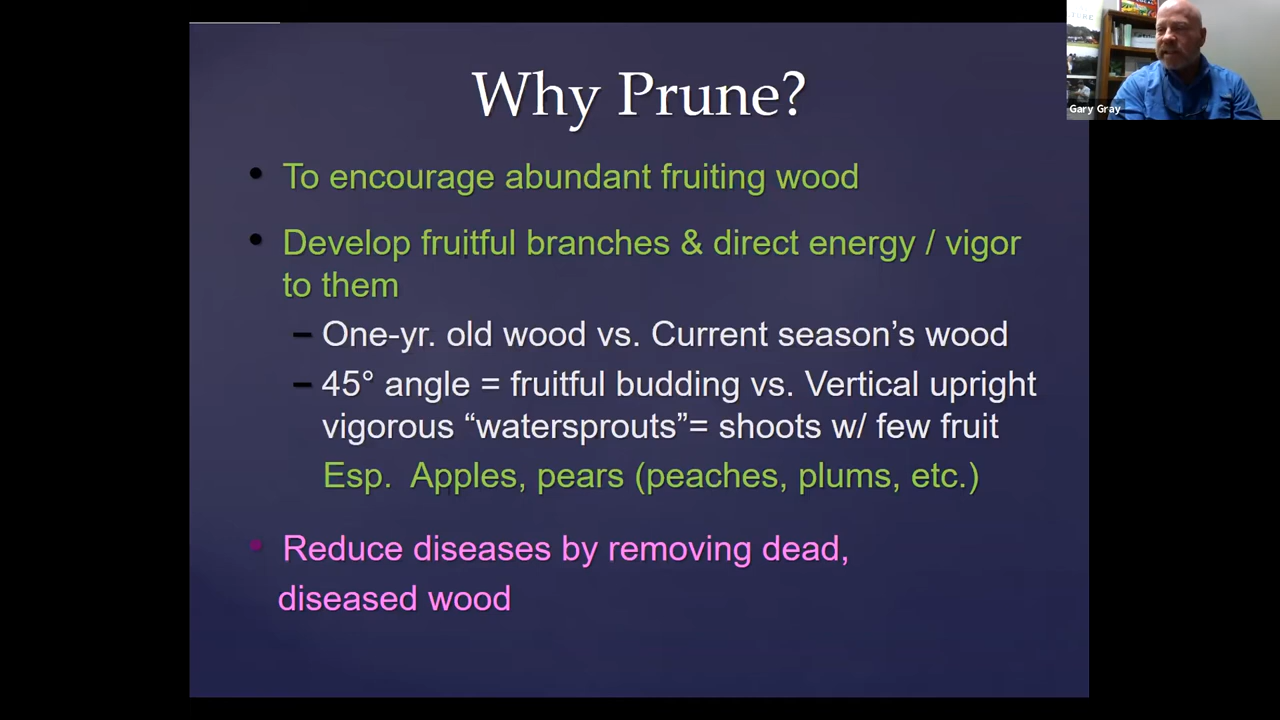 Why Prune?
• To encourage abundant fruiting wood
• Develop fruitful branches & direct energy / vigor
to them
– One-yr. old wood vs. Current season’s wood
– 45° angle = fruitful budding vs. Vertical upright
vigorous “watersprouts”= shoots w/ few fruit
Esp. Apples, pears (peaches, plums, etc.)
• Reduce diseases by removing dead,
diseased wood
Gary Gray